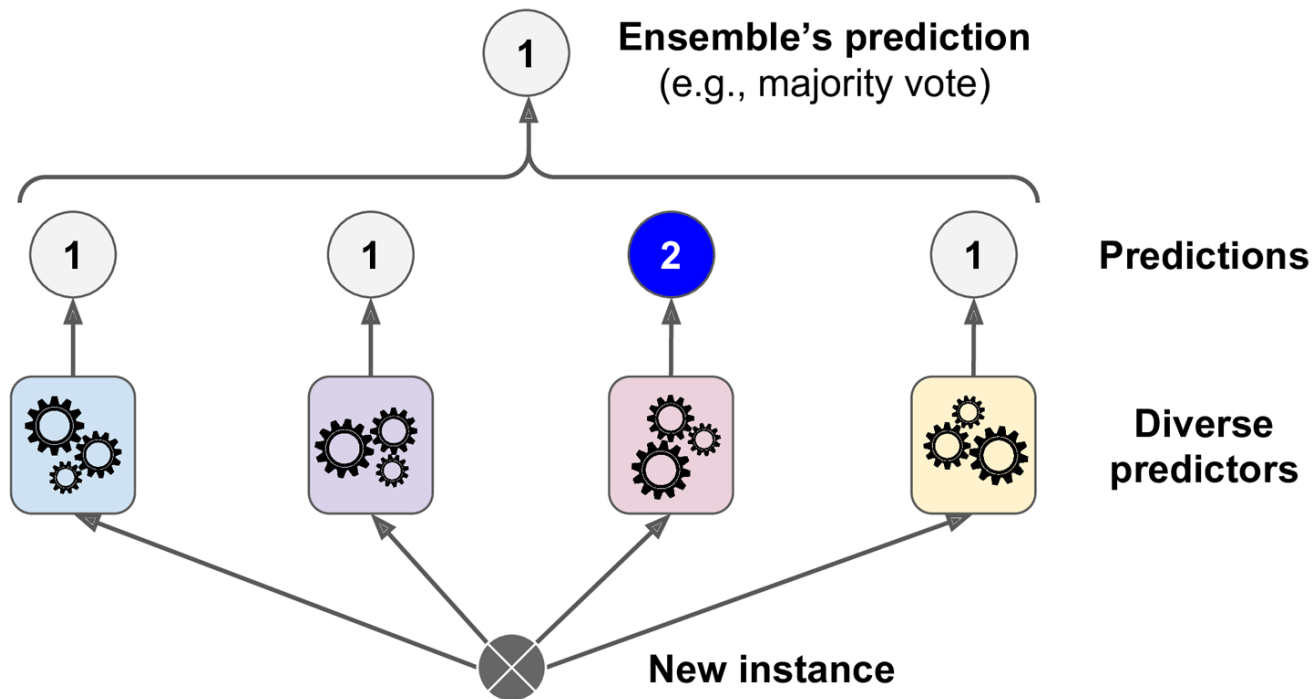 1
Ensemble’s prediction
(e.g., majority vote)
1 1 2 1 Predictions
Diverse
predictors
New instance